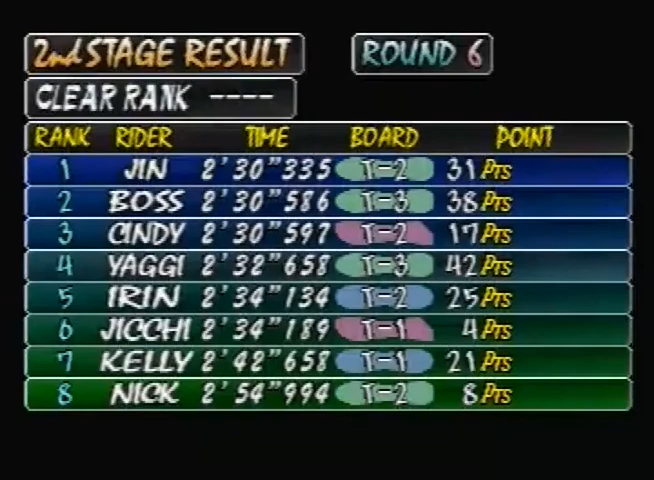 2nd STAGE RESULT ROUND 6
CLEAR RANK ----
RANK RIDER TIME BOARD POINT
1 JIN 2'30"335 T-2 31 Pts
2 BOSS 2'30"586 T-3 38 Pts
3 CINDY 2'30"597 T-2 17 Pts
4 YAGGI 2'32"658 T-3 42 Pts
5 IRIN 2'34"134 T-2 25 Pts
6 JICCHI 2'34"189 T-1 4 Pts
7 KELLY 2'42"658 T-1 21 Pts
8 NICK 2'54"994 T-2 8 Pts